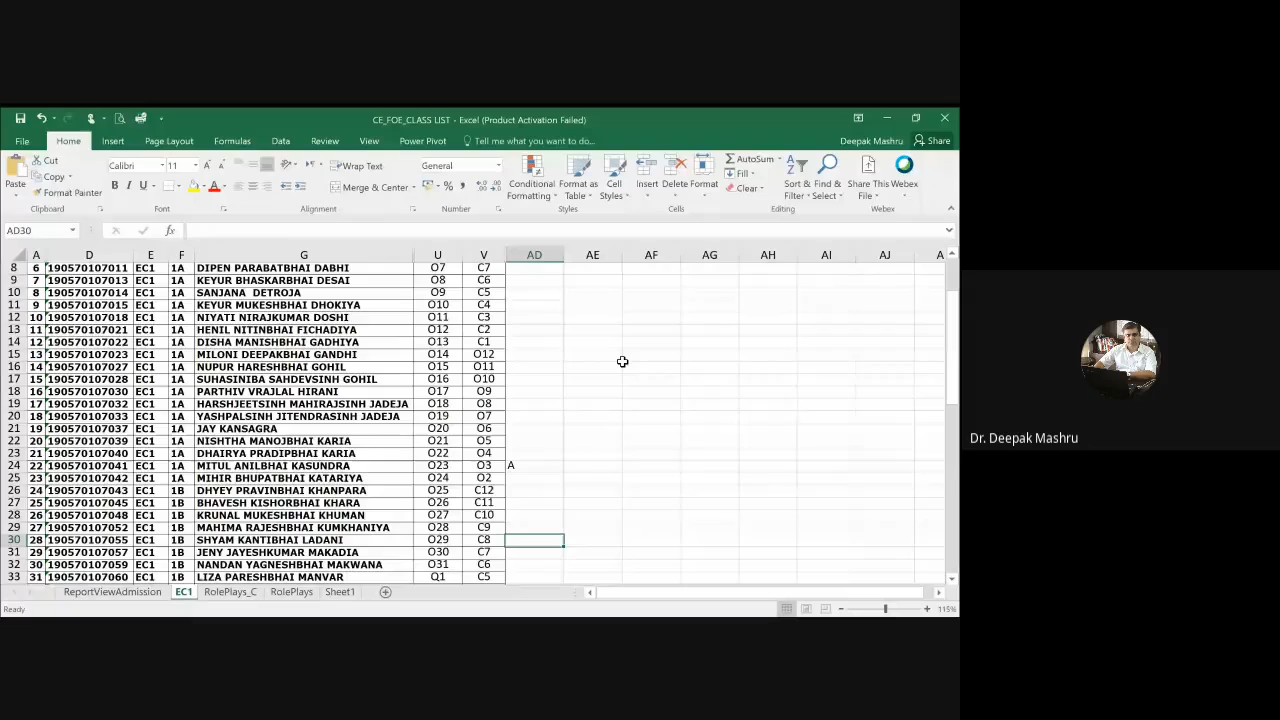 CE_FOE_CLASS LIST - Excel (Product Activation Failed)
File Home Insert Page Layout Formulas Data Review View Power Pivot Tell me what you want to do... Deepak Mashru Share
Paste Cut Copy Format Painter Clipboard
Calibri 11 B I U Font
Wrap Text Merge & Center Alignment
General % Number
Conditional Formatting Format as Table Cell Styles Styles
Insert Delete Format Cells
AutoSum Fill Clear Sort & Filter Find & Select Editing
Share This File Webex Webex
AD30 fx
A D E F G U V AD AE AF AG AH AI AJ A
8 6 190570107011 EC1 1A DIPEN PARABATBHAI DABHI O7 C7
9 7 190570107013 EC1 1A KEYUR BHASKARBHAI DESAI O8 C6
10 8 190570107014 EC1 1A SANJANA DETROJA O9 C5
11 9 190570107015 EC1 1A KEYUR MUKESHBHAI DHOKIYA O10 C4
12 10 190570107018 EC1 1A NIYATI NIRAJKUMAR DOSHI O11 C3
13 11 190570107021 EC1 1A HENIL NITINBHAI FICHADIYA O12 C2
14 12 190570107022 EC1 1A DISHA MANISHBHAI GADHIYA O13 C1
15 13 190570107023 EC1 1A MILONI DEEPAKBHAI GANDHI O14 O12
16 14 190570107027 EC1 1A NUPUR HARESHBHAI GOHIL O15 O11
17 15 190570107028 EC1 1A SUHASINIBA SAHDEVSINH GOHIL O16 O10
18 16 190570107030 EC1 1A PARTHIV VRAJLAL HIRANI O17 O9
19 17 190570107032 EC1 1A HARSHJEETSINH MAHIRAJSINH JADEJA O18 O8
20 18 190570107033 EC1 1A YASHPALSINH JITENDRASINH JADEJA O19 O7
21 19 190570107037 EC1 1A JAY KANSAGRA O20 O6
22 20 190570107039 EC1 1A NISHTHA MANOJBHAI KARIA O21 O5
23 21 190570107040 EC1 1A DHAIRYA PRADIPBHAI KARIA O22 O4
24 22 190570107041 EC1 1A MITUL ANILBHAI KASUNDRA O23 O3 A
25 23 190570107042 EC1 1A MIHIR BHUPATBHAI KATARIYA O24 O2
26 24 190570107043 EC1 1B DHYEY PRAVINBHAI KHANPARA O25 C12
27 25 190570107045 EC1 1B BHAVESH KISHORBHAI KHARA O26 C11
28 26 190570107048 EC1 1B KRUNAL MUKESHBHAI KHUMAN O27 C10
29 27 190570107052 EC1 1B MAHIMA RAJESHBHAI KUMKHANIYA O28 C9
30 28 190570107055 EC1 1B SHYAM KANTIBHAI LADANI O29 C8
31 29 190570107057 EC1 1B JENY JAYESHKUMAR MAKADIA O30 C7
32 30 190570107059 EC1 1B NANDAN YAGNESHBHAI MAKWANA O31 C6
33 31 190570107060 EC1 1B LIZA PARESHBHAI MANVAR Q1 C5
ReportViewAdmission EC1 RolePlays_C RolePlays Sheet1
Ready 115%
Dr. Deepak Mashru